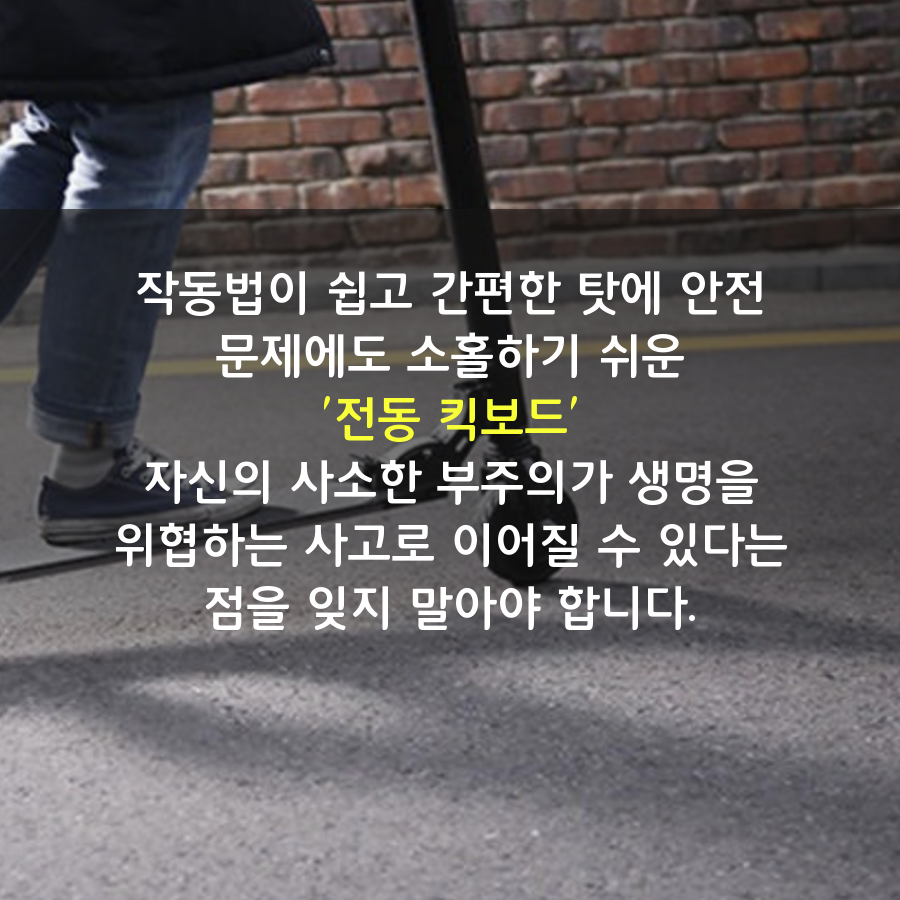 작동법이 쉽고 간편한 탓에 안전
문제에도 소홀하기 쉬운
'전동 킥보드'
자신의 사소한 부주의가 생명을
위협하는 사고로 이어질 수 있다는
점을 잊지 말아야 합니다.